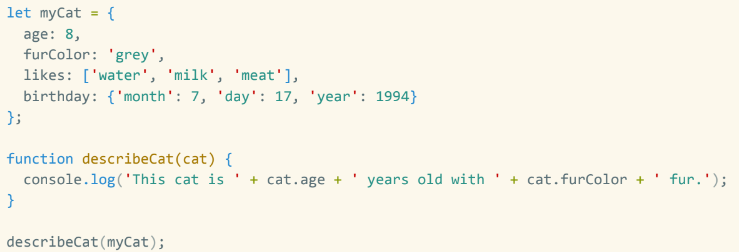 let myCat = {
  age: 8,
  furColor: 'grey',
  likes: ['water', 'milk', 'meat'],
  birthday: {'month': 7, 'day': 17, 'year': 1994}
};

function describeCat(cat) {
  console.log('This cat is ' + cat.age + ' years old with ' + cat.furColor + ' fur.');
}

describeCat(myCat);